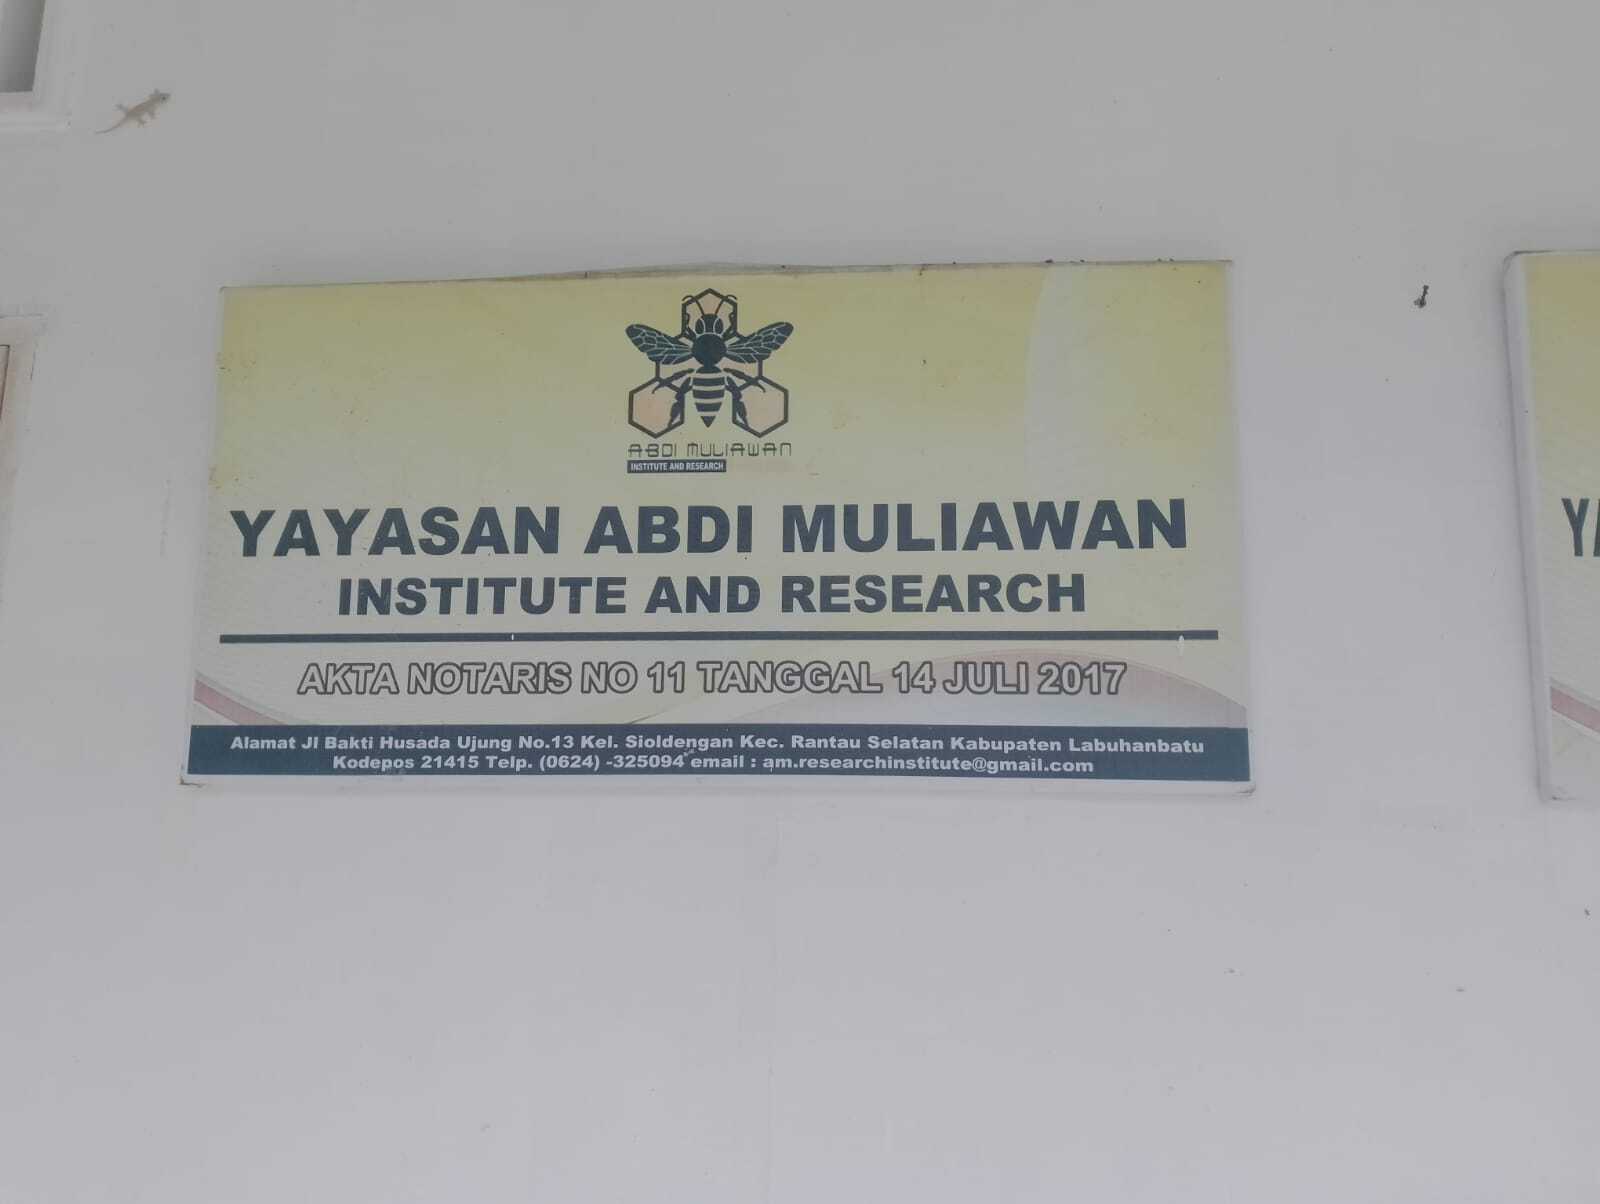 ABDI MULIAWAN
INSTITUTE AND RESEARCH
YAYASAN ABDI MULIAWAN
INSTITUTE AND RESEARCH
AKTA NOTARIS NO 11 TANGGAL 14 JULI 2017
Alamat Jl Bakti Husada Ujung No.13 Kel. Sioldengan Kec. Rantau Selatan Kabupaten Labuhanbatu
Kodepos 21415 Telp. (0624) -325094 email : am.researchinstitute@gmail.com